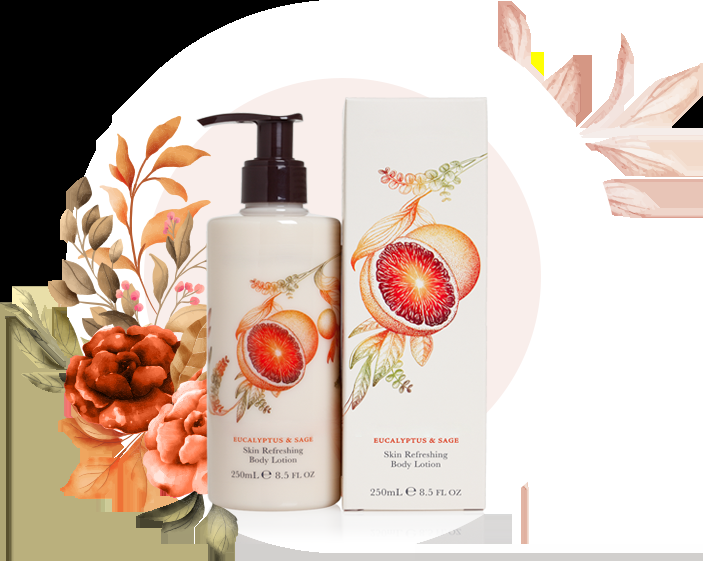 EUCALYPTUS & SAGE
Skin Refreshing
Body Lotion
250mL ℮ 8.5 FL OZ
EUCALYPTUS & SAGE
Skin Refreshing
Body Lotion
250mL ℮ 8.5 FL OZ